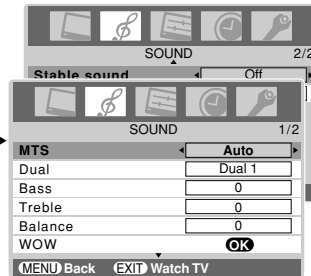 SOUND 2/2
Stable sound Off
SOUND 1/2
MTS Auto
Dual Dual 1
Bass 0
Treble 0
Balance 0
WOW OK
MENU Back EXIT Watch TV